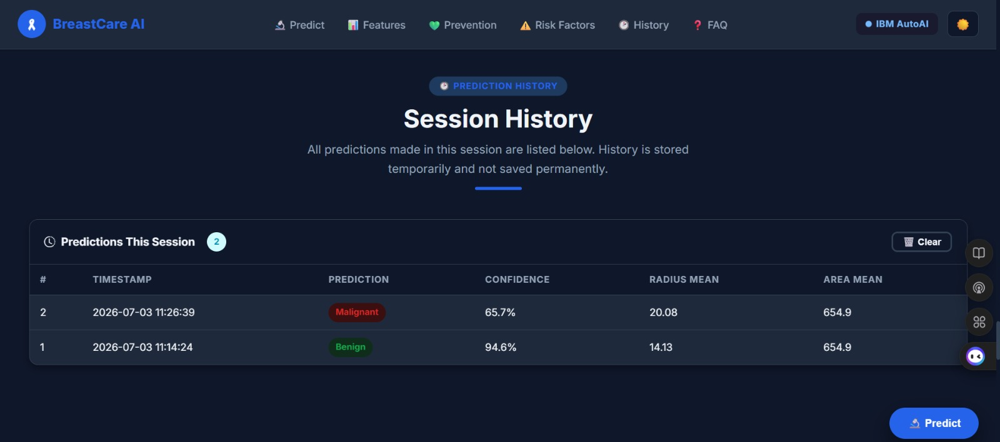 BreastCare AI
Predict
Features
Prevention
Risk Factors
History
FAQ
IBM AutoAI
PREDICTION HISTORY
Session History
All predictions made in this session are listed below. History is stored
temporarily and not saved permanently.
Predictions This Session 2
Clear
# TIMESTAMP PREDICTION CONFIDENCE RADIUS MEAN AREA MEAN
2 2026-07-03 11:26:39 Malignant 65.7% 20.08 654.9
1 2026-07-03 11:14:24 Benign 94.6% 14.13 654.9
Predict